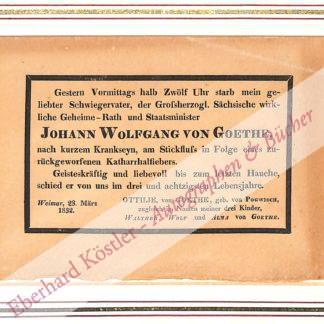 Gestern Vormittags halb Zwölf Uhr starb mein ge-
liebter Schwiegervater, der Großherzogl. Sächsische wirk-
liche Geheime-Rath und Staatsminister
JOHANN WOLFGANG VON GOETHE,
nach kurzem Krankseyn, am Stickfluß in Folge eines zu-
rückgeworfenen Katharrhalfiebers.
Geisteskräftig und liebevoll bis zum letzten Hauche,
schied er von uns im drei und achtzigsten Lebensjahre.
Weimar, 23. März
1832.
OTTILIE, von GOETHE, geb. von POGWISCH,
zugleich im Namen meiner drei Kinder,
WALTHER, WOLF und ALMA von GOETHE.
Eberhard Köstler - Autographen & Bücher